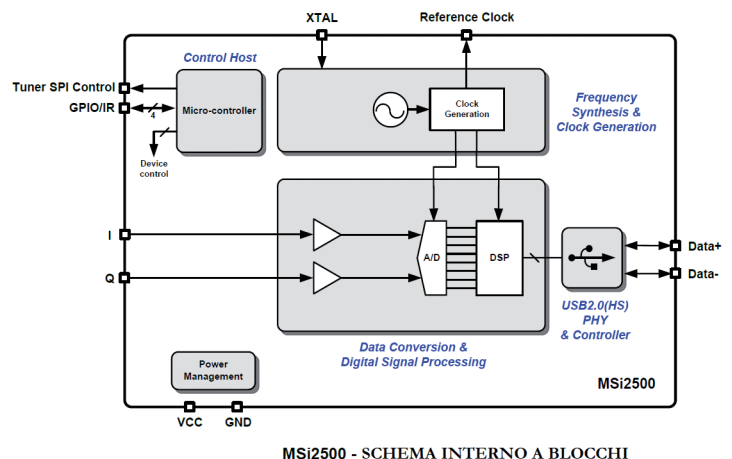 XTAL
Reference Clock
Control Host
Tuner SPI Control
GPIO/IR
4
Micro-controller
Device
control
Clock
Generation
Frequency
Synthesis &
Clock Generation
I
Q
A/D
DSP
Data+
Data-
USB2.0(HS)
PHY
& Controller
Data Conversion &
Digital Signal Processing
Power
Management
MSi2500
VCC
GND
MSi2500 - SCHEMA INTERNO A BLOCCHI